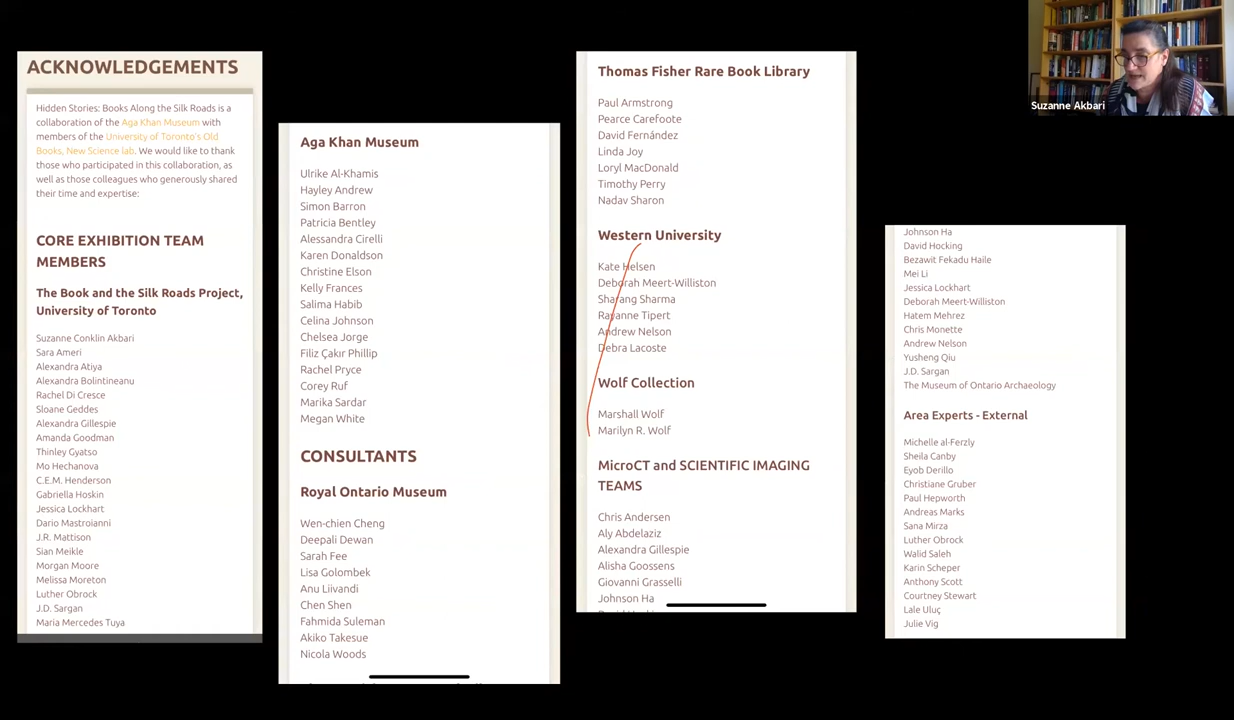 ACKNOWLEDGEMENTS
Hidden Stories: Books Along the Silk Roads is a
collaboration of the Aga Khan Museum with
members of the University of Toronto's Old
Books, New Science lab. We would like to thank
those who participated in this collaboration, as
well as those colleagues who generously shared
their time and expertise:
CORE EXHIBITION TEAM
MEMBERS
The Book and the Silk Roads Project,
University of Toronto
Suzanne Conklin Akbari
Sara Ameri
Alexandra Atiya
Alexandra Bolintineanu
Rachel Di Cresce
Sloane Geddes
Alexandra Gillespie
Amanda Goodman
Thinley Gyatso
Mo Hechanova
C.E.M. Henderson
Gabriella Hoskin
Jessica Lockhart
Dario Mastroianni
J.R. Mattison
Sian Meikle
Morgan Moore
Melissa Moreton
Luther Obrock
J.D. Sargan
Maria Mercedes Tuya
Aga Khan Museum
Ulrike Al-Khamis
Hayley Andrew
Simon Barron
Patricia Bentley
Alessandra Cirelli
Karen Donaldson
Christine Elson
Kelly Frances
Salima Habib
Celina Johnson
Chelsea Jorge
Filiz Çakır Phillip
Rachel Pryce
Corey Ruf
Marika Sardar
Megan White
CONSULTANTS
Royal Ontario Museum
Wen-chien Cheng
Deepali Dewan
Sarah Fee
Lisa Golombek
Anu Liivandi
Chen Shen
Fahmida Suleman
Akiko Takesue
Nicola Woods
Thomas Fisher Rare Book Library
Paul Armstrong
Pearce Carefoote
David Fernández
Linda Joy
Loryl MacDonald
Timothy Perry
Nadav Sharon
Western University
Kate Helsen
Deborah Meert-Williston
Sharang Sharma
Rayanne Tipert
Andrew Nelson
Debra Lacoste
Wolf Collection
Marshall Wolf
Marilyn R. Wolf
MicroCT and SCIENTIFIC IMAGING
TEAMS
Chris Andersen
Aly Abdelaziz
Alexandra Gillespie
Alisha Goossens
Giovanni Grasselli
Johnson Ha
Johnson Ha
David Hocking
Bezawit Fekadu Haile
Mei Li
Jessica Lockhart
Deborah Meert-Williston
Hatem Mehrez
Chris Monette
Andrew Nelson
Yusheng Qiu
J.D. Sargan
The Museum of Ontario Archaeology
Area Experts - External
Michelle al-Ferzly
Sheila Canby
Eyob Derillo
Christiane Gruber
Paul Hepworth
Andreas Marks
Sana Mirza
Luther Obrock
Walid Saleh
Karin Scheper
Anthony Scott
Courtney Stewart
Lale Uluç
Julie Vig
Suzanne Akbari